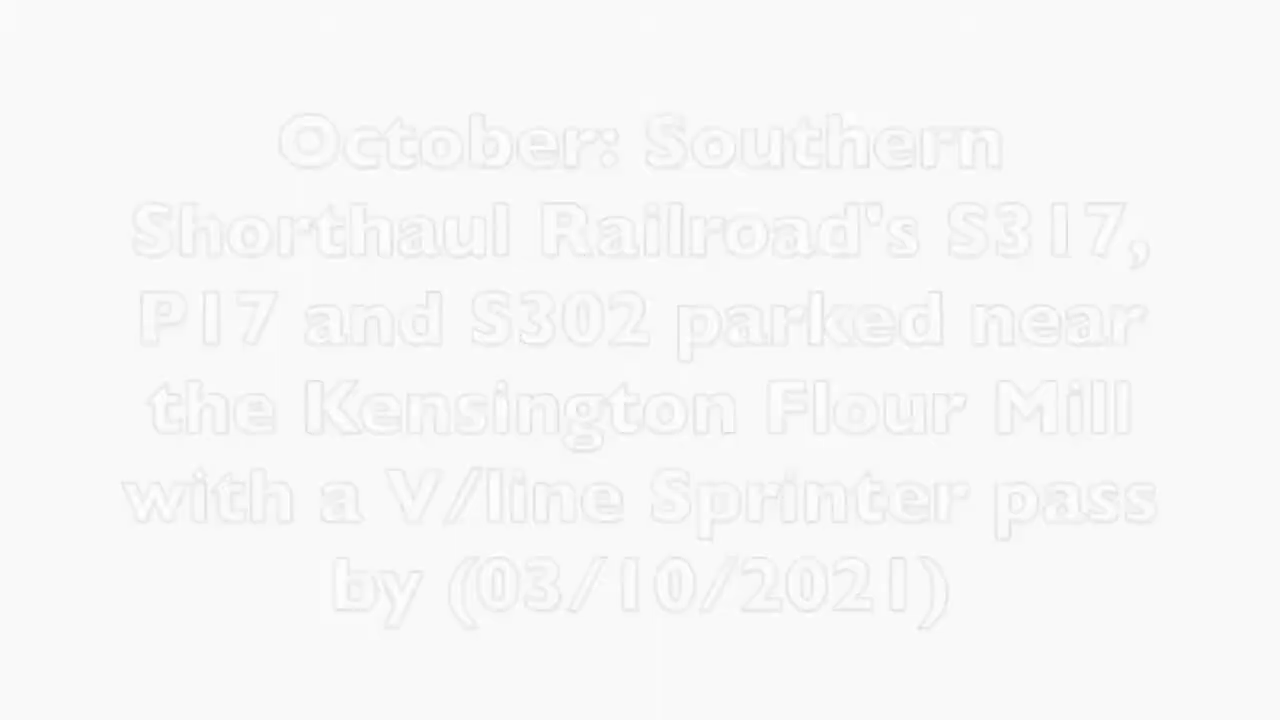 October: Southern
Shorthaul Railroad's S317,
P17 and S302 parked near
the Kensington Flour Mill
with a V/line Sprinter pass
by (03/10/2021)